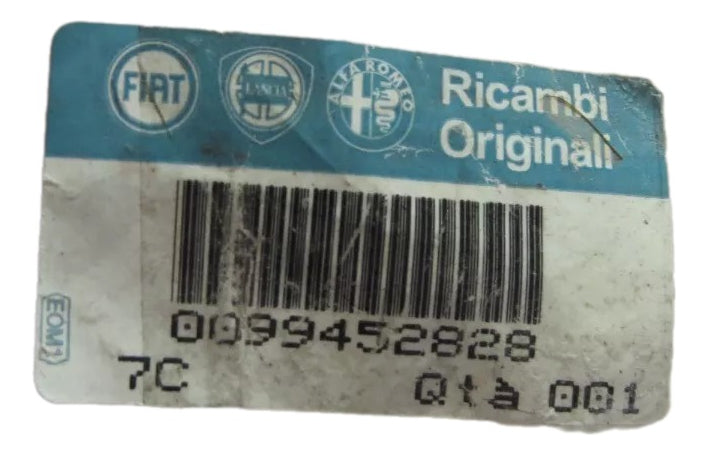 FIAT
LANCIA
ALFA ROMEO
Ricambi
Originali
0099452828
EOM1
7C
Qtà 001